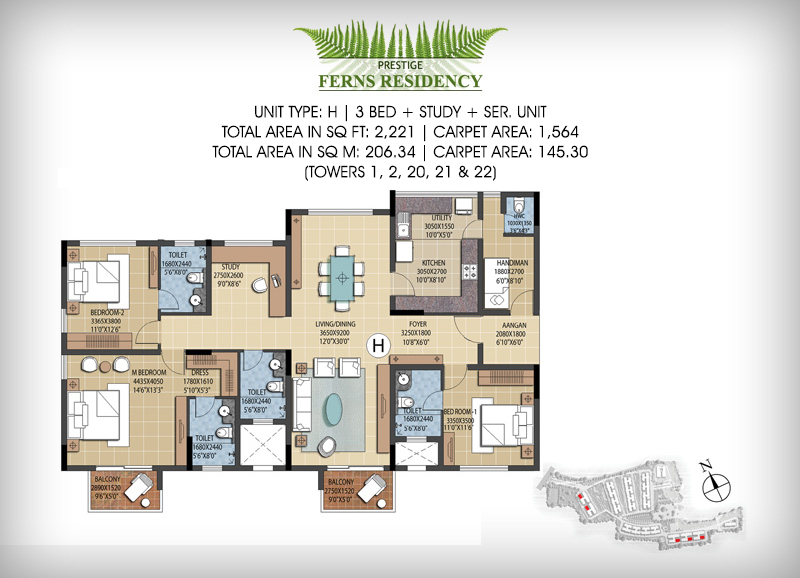 PRESTIGE
FERNS RESIDENCY
UNIT TYPE: H | 3 BED + STUDY + SER. UNIT
TOTAL AREA IN SQ FT: 2,221 | CARPET AREA: 1,564
TOTAL AREA IN SQ M: 206.34 | CARPET AREA: 145.30
(TOWERS 1, 2, 20, 21 & 22)
UTILITY
3050X1550
10'0"X5'0"
KITCHEN
3050X2700
10'0"X8'10"
HANDIMAN
1880X2700
6'0"X8'10"
TOILET
1680X2440
5'6"X8'0"
STUDY
2750X2600
9'0"X8'6"
BEDROOM-2
3365X3800
11'0"X12'6"
LIVING/DINING
3650X9200
12'0"X30'0"
H
FOYER
3250X1800
10'8"X6'0"
AANGAN
2080X1800
6'10"X6'0"
M BEDROOM
4435X4050
14'6"X13'3"
DRESS
1780X1610
5'10"X5'3"
TOILET
1680X2440
5'6"X8'0"
TOILET
1680X2440
5'6"X8'0"
TOILET
1680X2440
5'6"X8'0"
BED ROOM-1
3350X3500
11'0"X11'6"
BALCONY
2890X1520
9'8"X5'0"
BALCONY
2750X1520
9'0"X5'0"
N